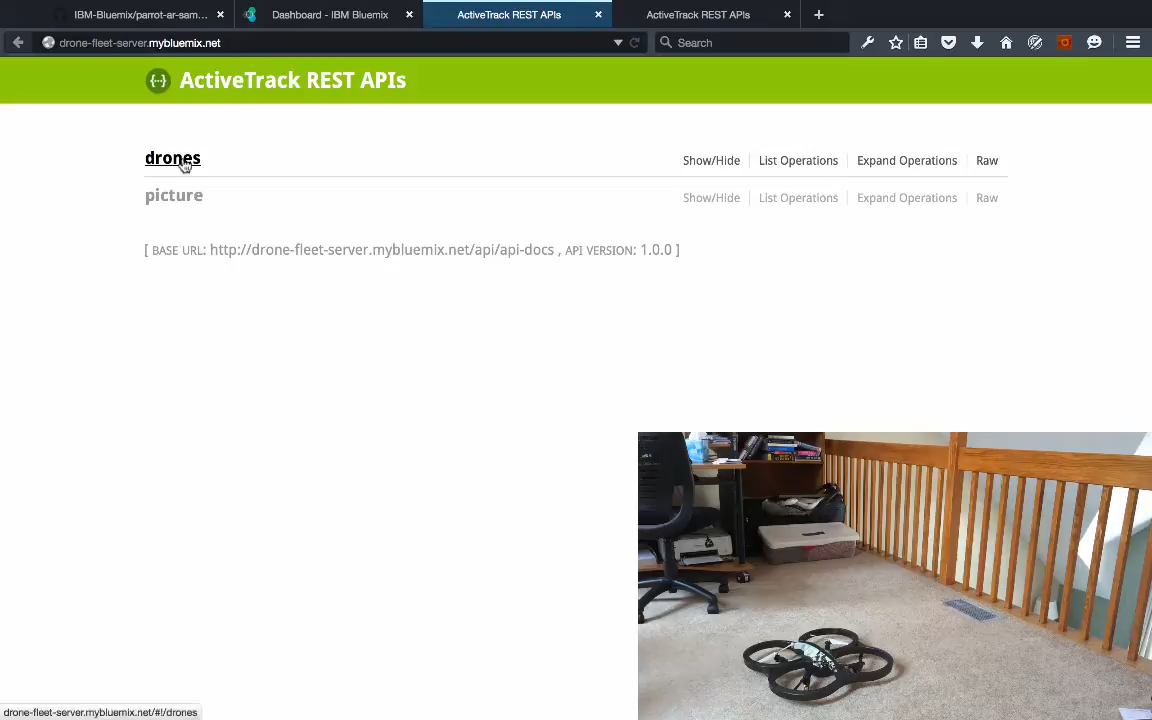 IBM-Bluemix/parrot-ar-sam...
Dashboard - IBM Bluemix
ActiveTrack REST APIs
ActiveTrack REST APIs
drone-fleet-server.mybluemix.net
Search
ActiveTrack REST APIs
drones Show/Hide List Operations Expand Operations Raw
picture Show/Hide List Operations Expand Operations Raw
[ BASE URL: http://drone-fleet-server.mybluemix.net/api/api-docs , API VERSION: 1.0.0 ]
drone-fleet-server.mybluemix.net/#!/drones